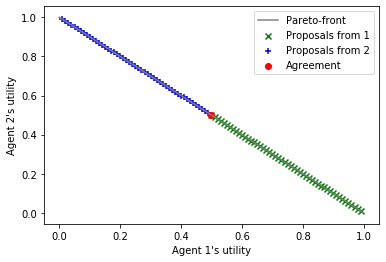 1.0
0.8
0.6
0.4
0.2
0.0
Agent 2's utility
0.0 0.2 0.4 0.6 0.8 1.0
Agent 1's utility
Pareto-front
Proposals from 1
Proposals from 2
Agreement